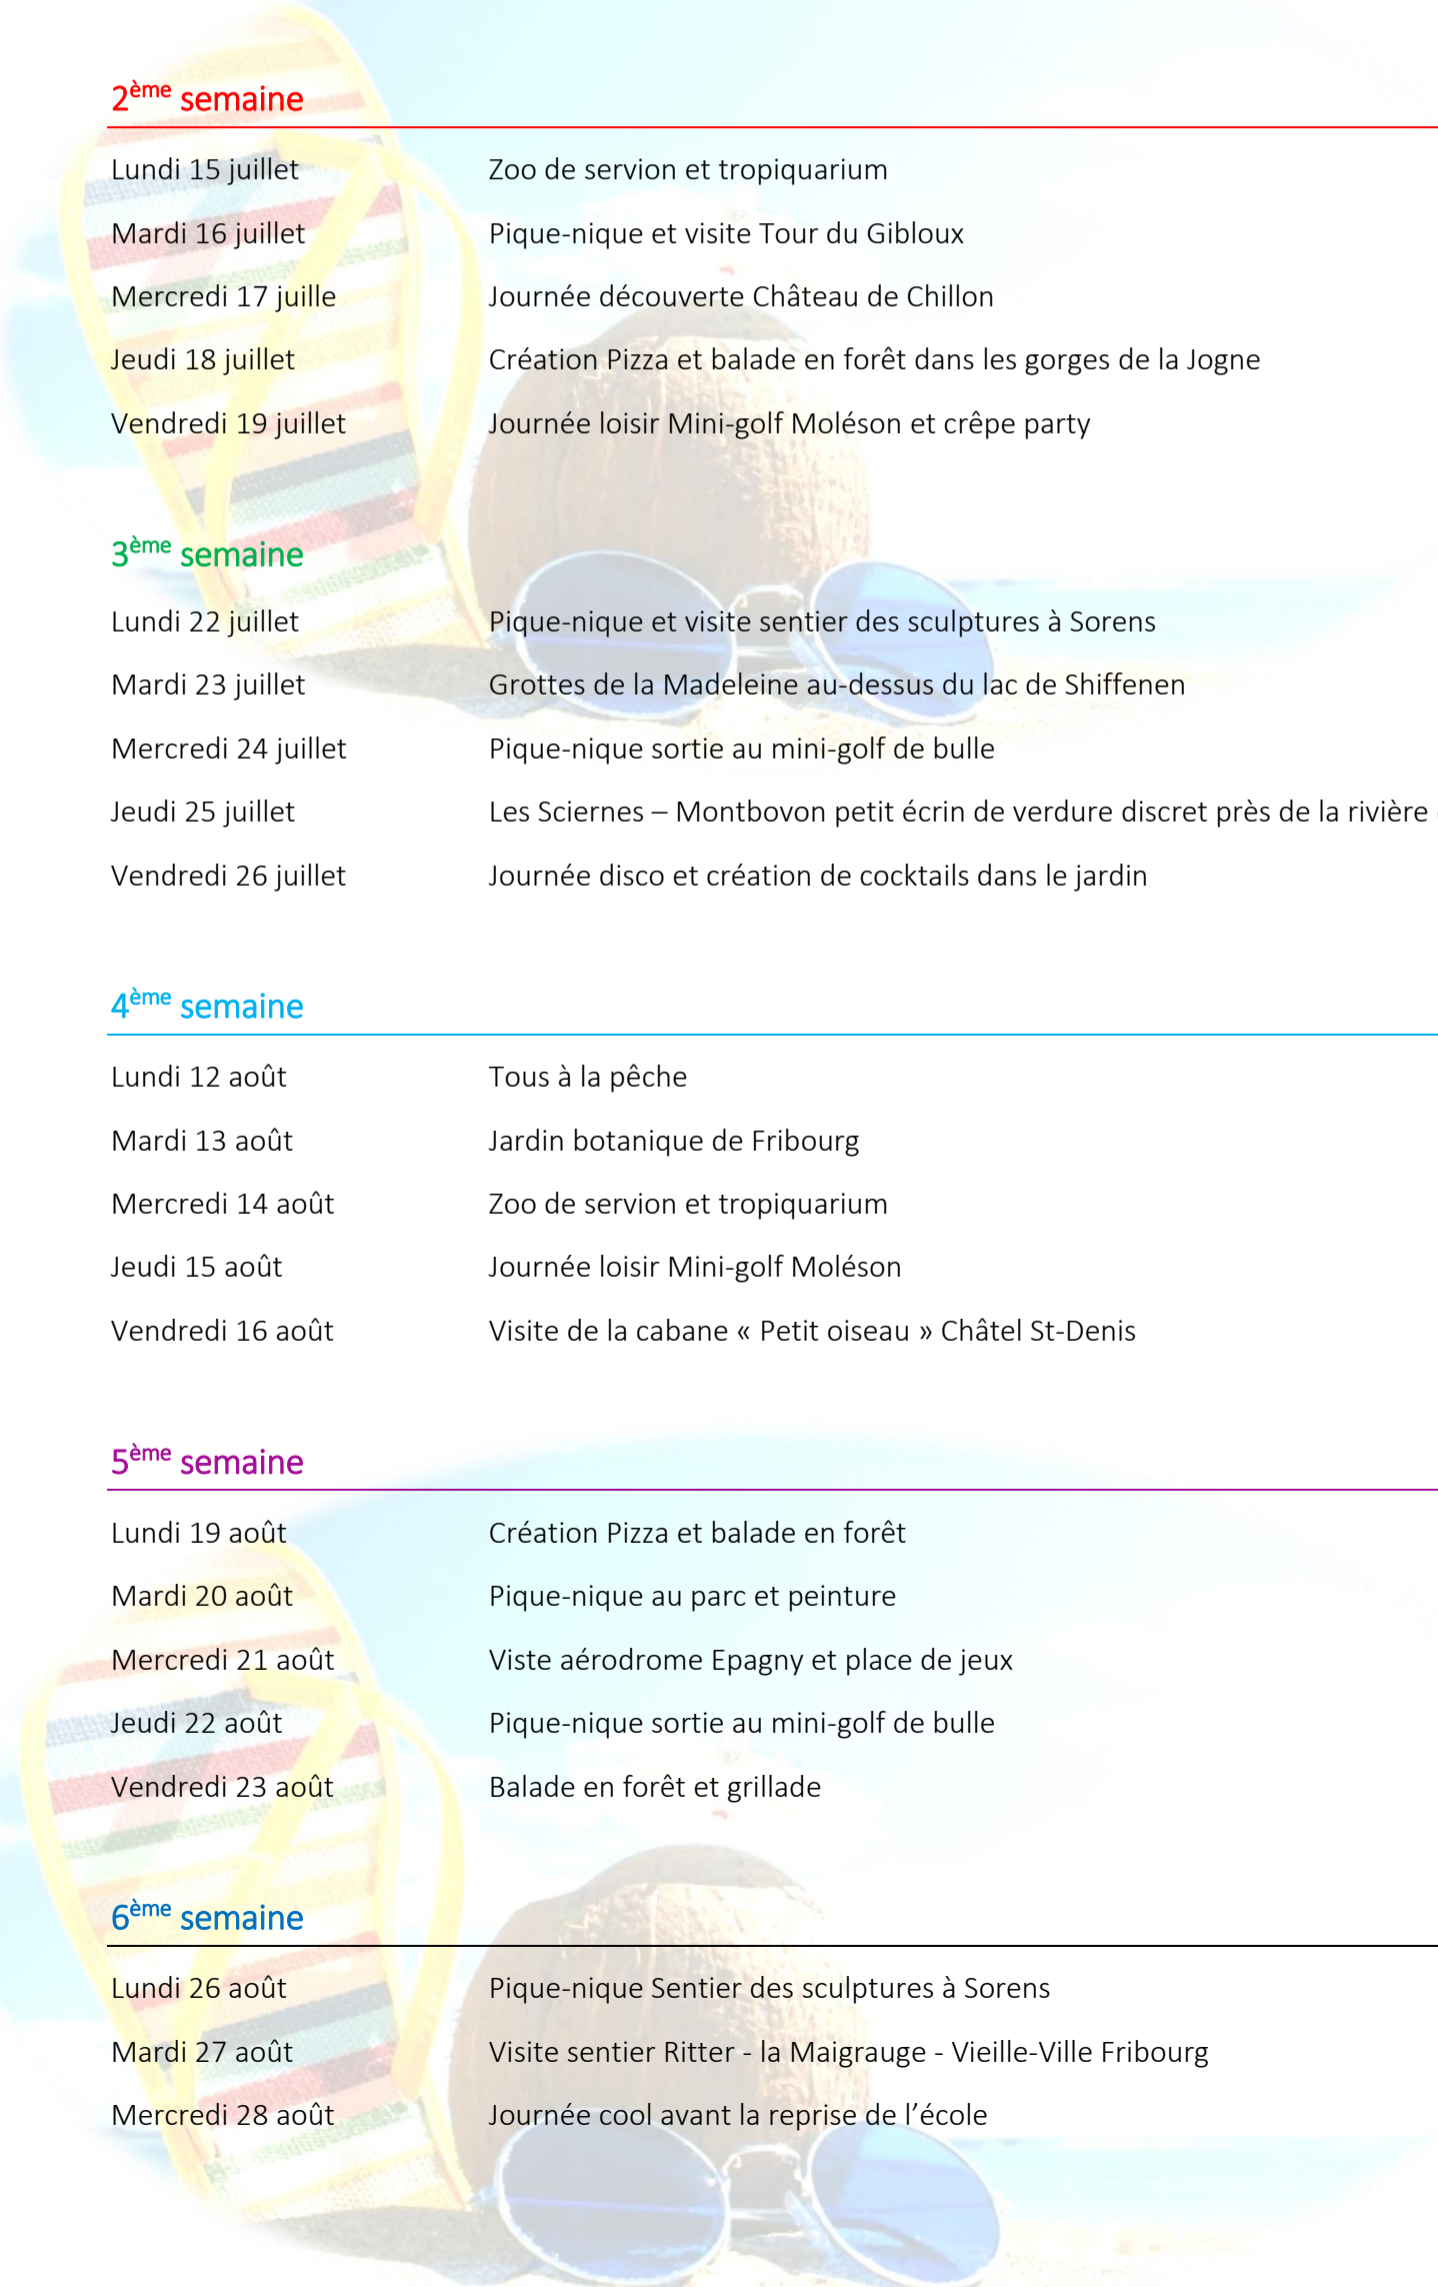 2ème semaine
Lundi 15 juillet Zoo de servion et tropiquarium
Mardi 16 juillet Pique-nique et visite Tour du Gibloux
Mercredi 17 juille Journée découverte Château de Chillon
Jeudi 18 juillet Création Pizza et balade en forêt dans les gorges de la Jogne
Vendredi 19 juillet Journée loisir Mini-golf Moléson et crêpe party
3ème semaine
Lundi 22 juillet Pique-nique et visite sentier des sculptures à Sorens
Mardi 23 juillet Grottes de la Madeleine au-dessus du lac de Shiffenen
Mercredi 24 juillet Pique-nique sortie au mini-golf de bulle
Jeudi 25 juillet Les Sciernes – Montbovon petit écrin de verdure discret près de la rivière
Vendredi 26 juillet Journée disco et création de cocktails dans le jardin
4ème semaine
Lundi 12 août Tous à la pêche
Mardi 13 août Jardin botanique de Fribourg
Mercredi 14 août Zoo de servion et tropiquarium
Jeudi 15 août Journée loisir Mini-golf Moléson
Vendredi 16 août Visite de la cabane « Petit oiseau » Châtel St-Denis
5ème semaine
Lundi 19 août Création Pizza et balade en forêt
Mardi 20 août Pique-nique au parc et peinture
Mercredi 21 août Viste aérodrome Epagny et place de jeux
Jeudi 22 août Pique-nique sortie au mini-golf de bulle
Vendredi 23 août Balade en forêt et grillade
6ème semaine
Lundi 26 août Pique-nique Sentier des sculptures à Sorens
Mardi 27 août Visite sentier Ritter - la Maigrauge - Vieille-Ville Fribourg
Mercredi 28 août Journée cool avant la reprise de l’école